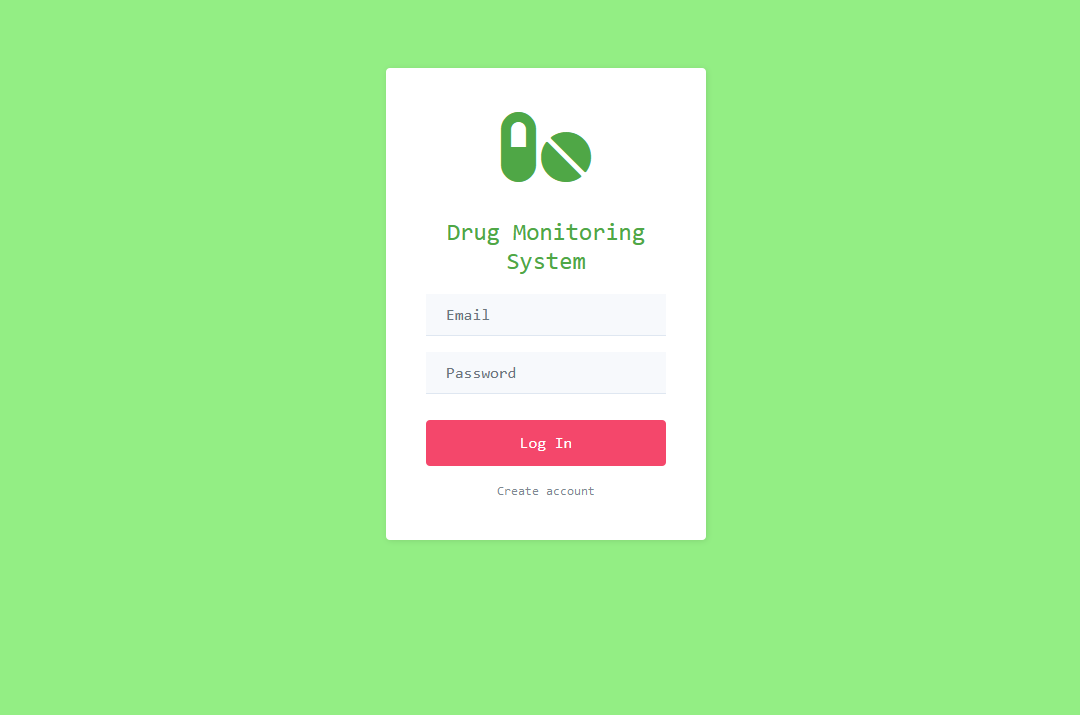 Drug Monitoring
System
Email
Password
Log In
Create account